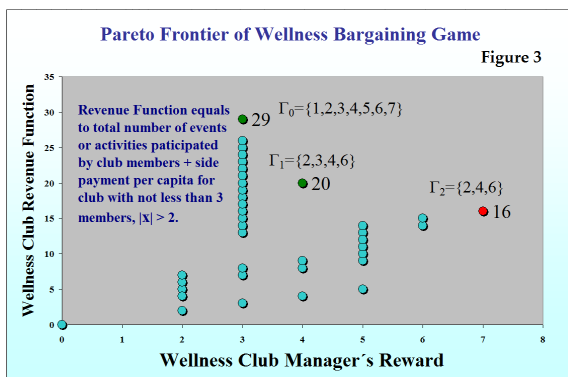 Pareto Frontier of Wellness Bargaining Game
Figure 3
Wellness Club Revenue Function
35
30
25
20
15
10
5
0
Revenue Function equals
to total number of events
or activities paticipated
by club members + side
payment per capita for
club with not less than 3
members, |x| > 2.
29 Γ₀={1,2,3,4,5,6,7}
Γ₁={2,3,4,6}
20
Γ₂={2,4,6}
16
0 1 2 3 4 5 6 7 8
Wellness Club Manager´s Reward